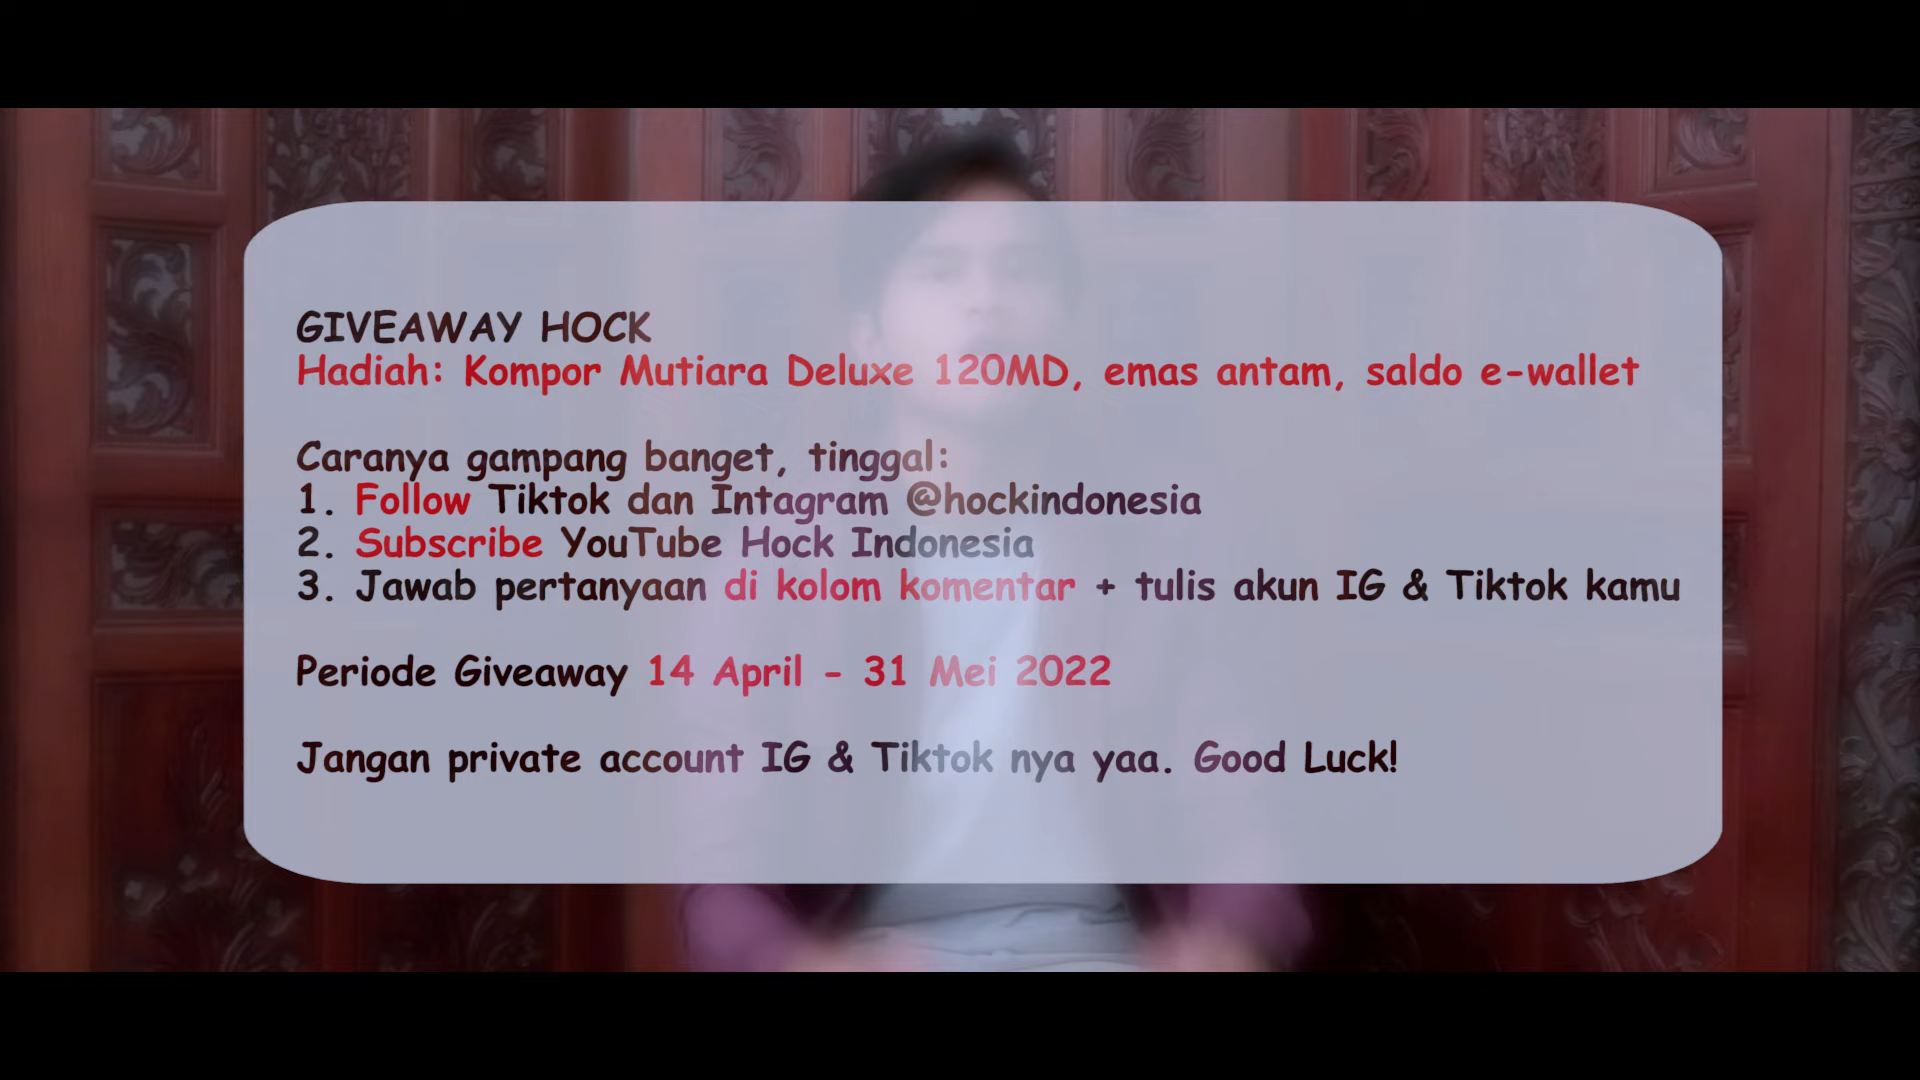 GIVEAWAY HOCK
Hadiah: Kompor Mutiara Deluxe 120MD, emas antam, saldo e-wallet
Caranya gampang banget, tinggal:
1. Follow Tiktok dan Intagram @hockindonesia
2. Subscribe YouTube Hock Indonesia
3. Jawab pertanyaan di kolom komentar + tulis akun IG & Tiktok kamu
Periode Giveaway 14 April - 31 Mei 2022
Jangan private account IG & Tiktok nya yaa. Good Luck!